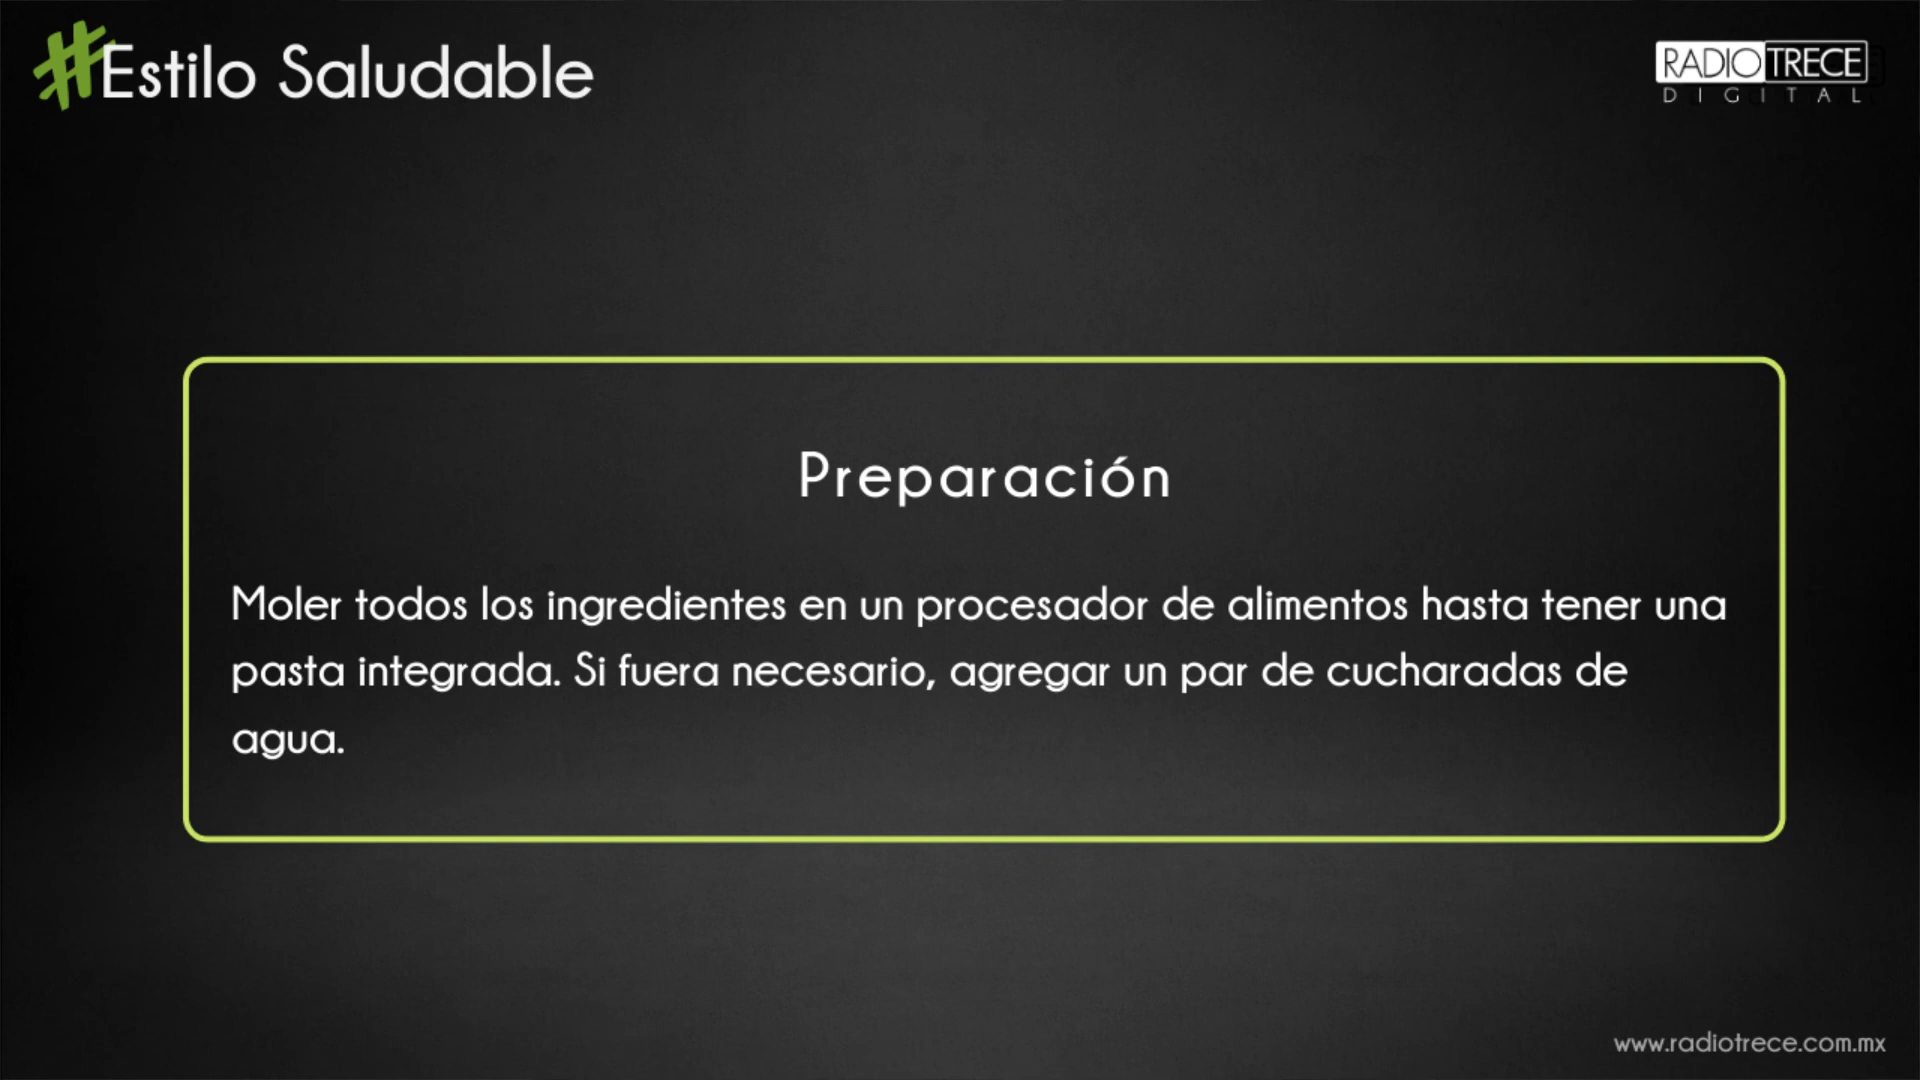 #Estilo Saludable
RADIOTRECE
DIGITAL
Preparación
Moler todos los ingredientes en un procesador de alimentos hasta tener una
pasta integrada. Si fuera necesario, agregar un par de cucharadas de
agua.
www.radiotrece.com.mx